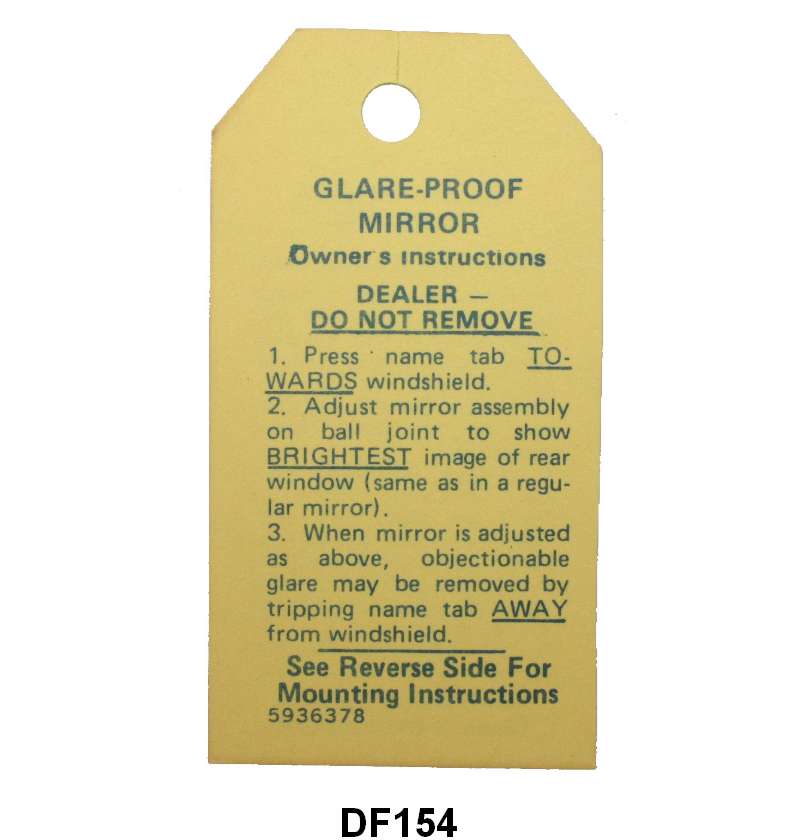 GLARE-PROOF
MIRROR
Owner's Instructions
DEALER —
DO NOT REMOVE
1. Press name tab TO-
WARDS windshield.
2. Adjust mirror assembly
on ball joint to show
BRIGHTEST image of rear
window (same as in a regu-
lar mirror).
3. When mirror is adjusted
as above, objectionable
glare may be removed by
tripping name tab AWAY
from windshield.
See Reverse Side For
Mounting Instructions
5936378
DF154